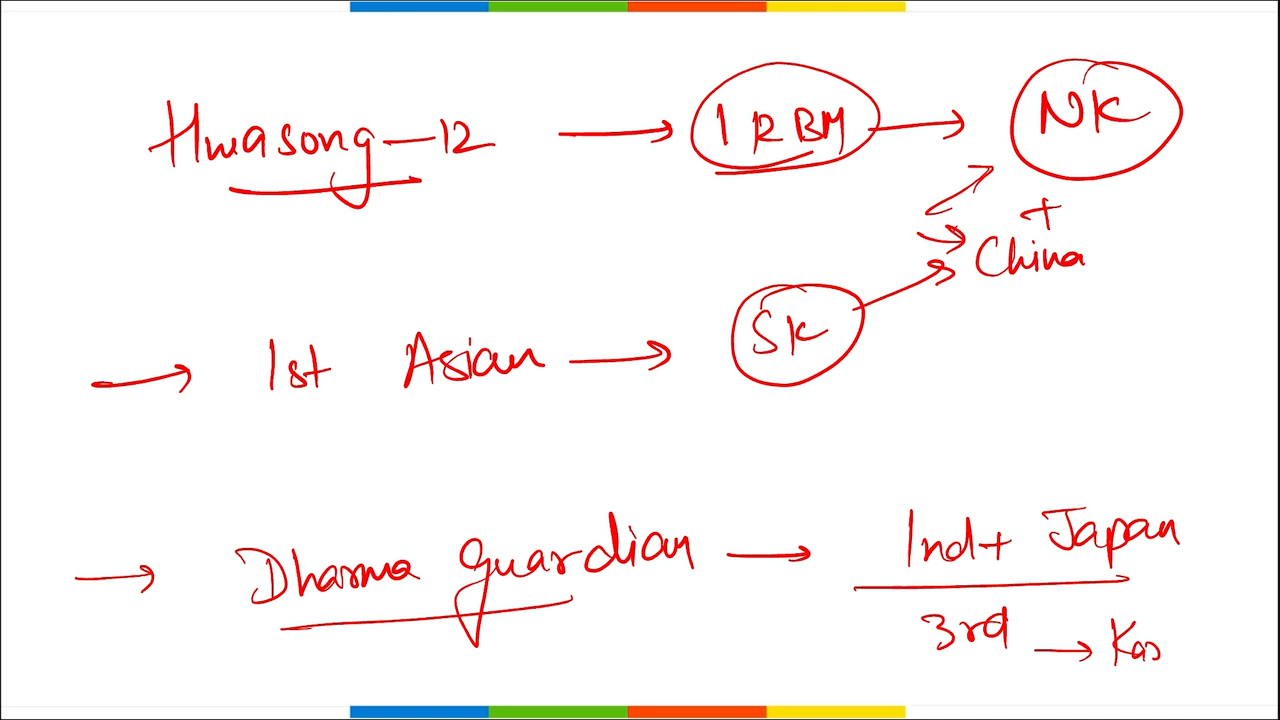 Hwasong-12 → IRBM → NK
+
China
→ 1st Asian → SK
→ Dharma Guardian → Ind + Japan
3rd → Kas